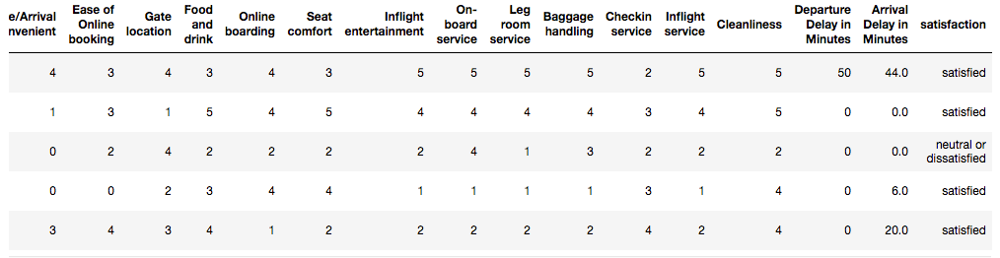 e/Arrival nvenient Ease of Online booking Gate location Food and drink Online boarding Seat comfort Inflight entertainment On-board service Leg room service Baggage handling Checkin service Inflight service Cleanliness Departure Delay in Minutes Arrival Delay in Minutes satisfaction
4 3 4 3 4 3 5 5 5 5 2 5 5 50 44.0 satisfied
1 3 1 5 4 5 4 4 4 4 3 4 5 0 0.0 satisfied
0 2 4 2 2 2 2 4 1 3 2 2 2 0 0.0 neutral or dissatisfied
0 0 2 3 4 4 1 1 1 1 3 1 4 0 6.0 satisfied
3 4 3 4 1 2 2 2 2 2 4 2 4 0 20.0 satisfied